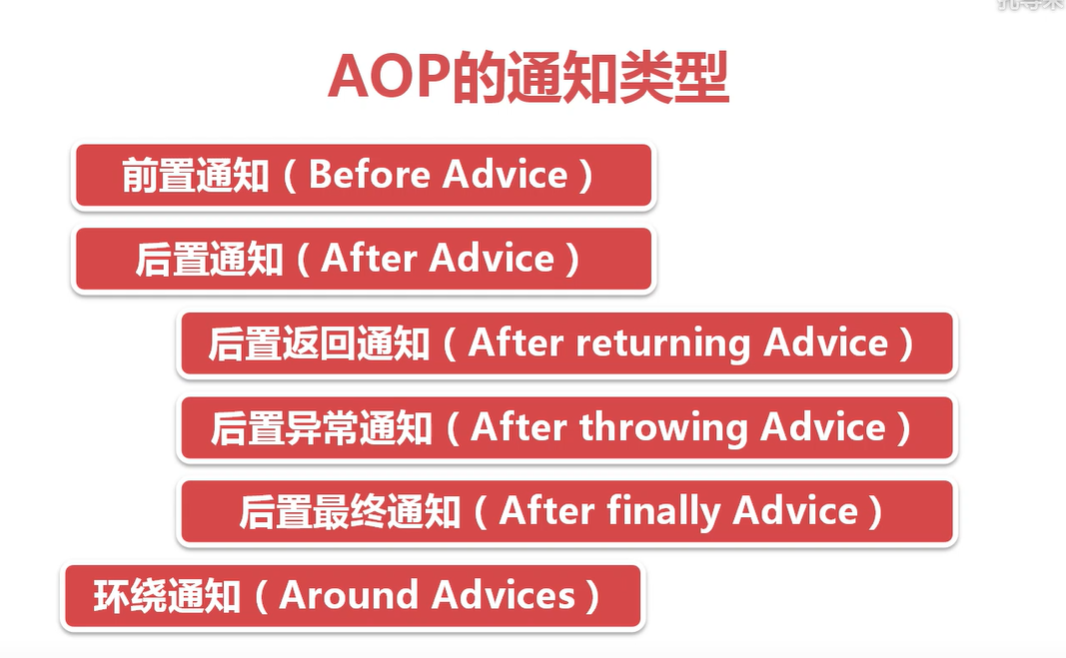 AOP的通知类型
前置通知（Before Advice）
后置通知（After Advice）
后置返回通知（After returning Advice）
后置异常通知（After throwing Advice）
后置最终通知（After finally Advice）
环绕通知（Around Advices）